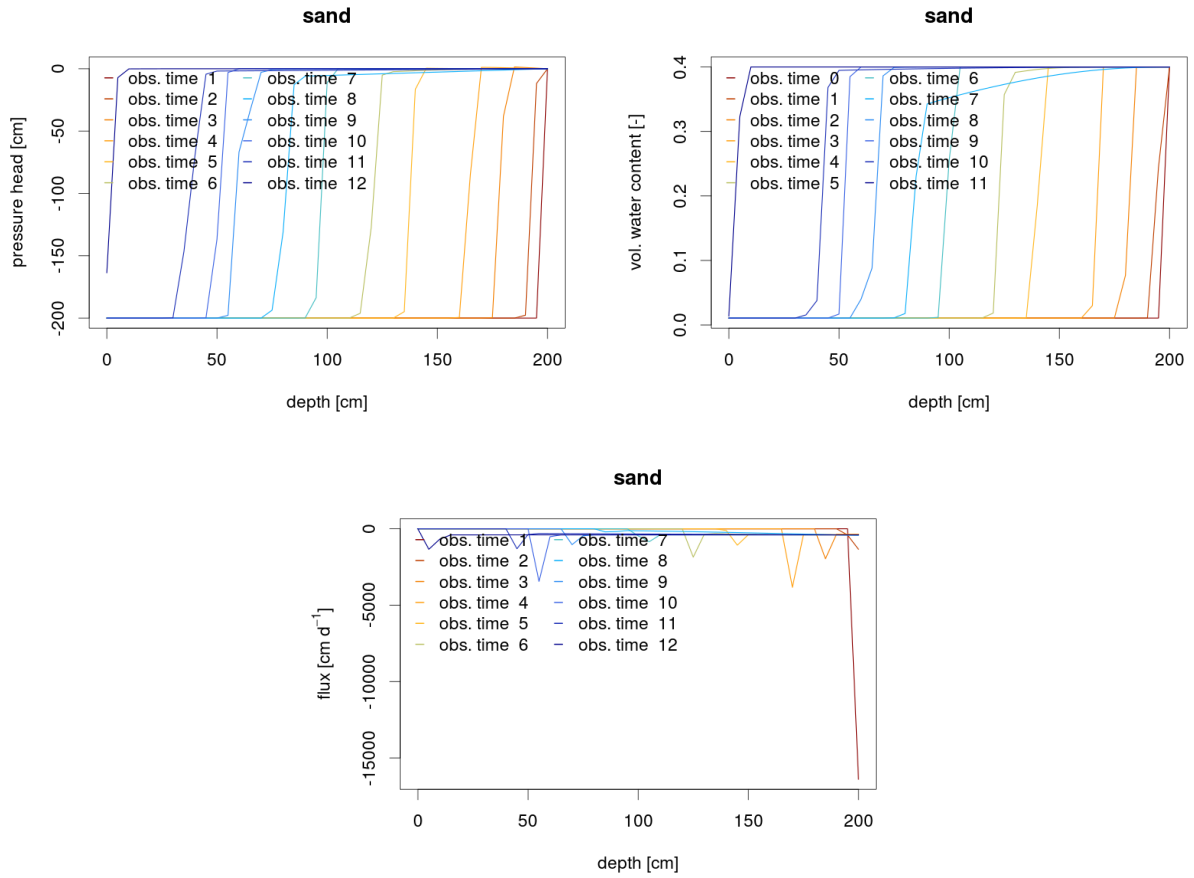 sand
pressure head [cm]
0
-50
-100
-150
-200
obs. time 1
obs. time 2
obs. time 3
obs. time 4
obs. time 5
obs. time 6
obs. time 7
obs. time 8
obs. time 9
obs. time 10
obs. time 11
obs. time 12
0 50 100 150 200
depth [cm]
sand
vol. water content [-]
0.4
0.3
0.2
0.1
0.0
obs. time 0
obs. time 1
obs. time 2
obs. time 3
obs. time 4
obs. time 5
obs. time 6
obs. time 7
obs. time 8
obs. time 9
obs. time 10
obs. time 11
0 50 100 150 200
depth [cm]
sand
flux [cm d⁻¹]
0
-5000
-10000
-15000
obs. time 1
obs. time 2
obs. time 3
obs. time 4
obs. time 5
obs. time 6
obs. time 7
obs. time 8
obs. time 9
obs. time 10
obs. time 11
obs. time 12
0 50 100 150 200
depth [cm]